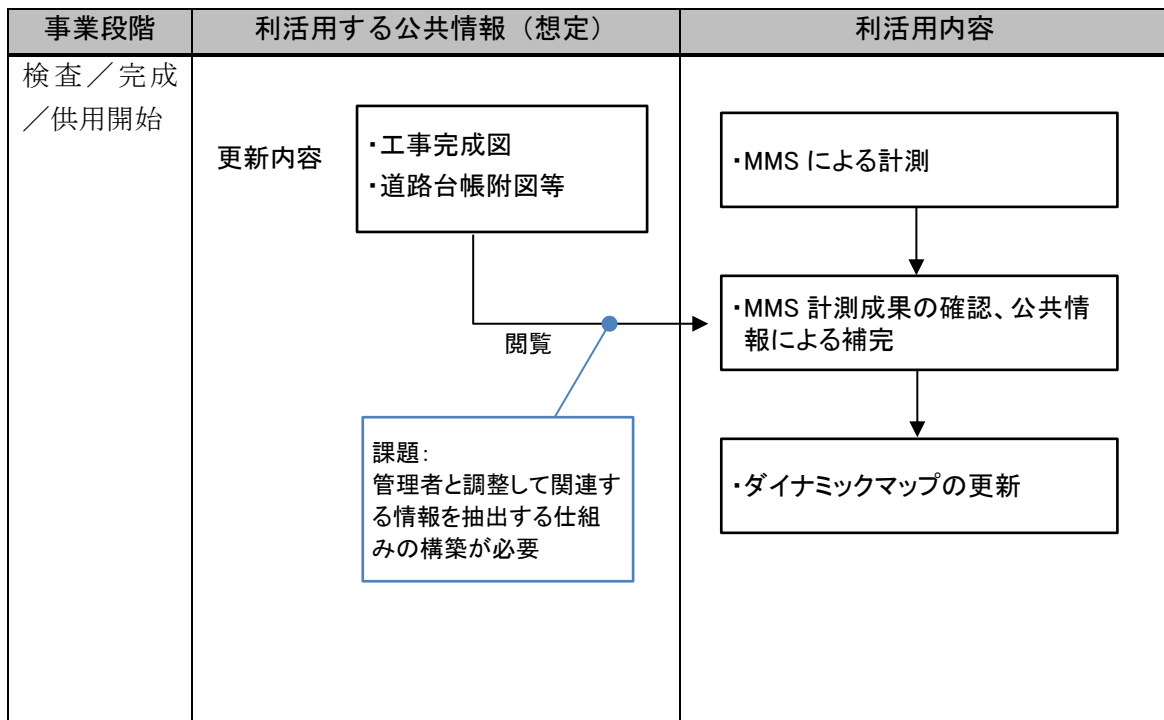 事業段階
利活用する公共情報（想定）
利活用内容
検査／完成
／供用開始
更新内容
・工事完成図
・道路台帳附図等
閲覧
課題：
管理者と調整して関連す
る情報を抽出する仕組
みの構築が必要
・MMS による計測
・MMS 計測成果の確認、公共情
報による補完
・ダイナミックマップの更新